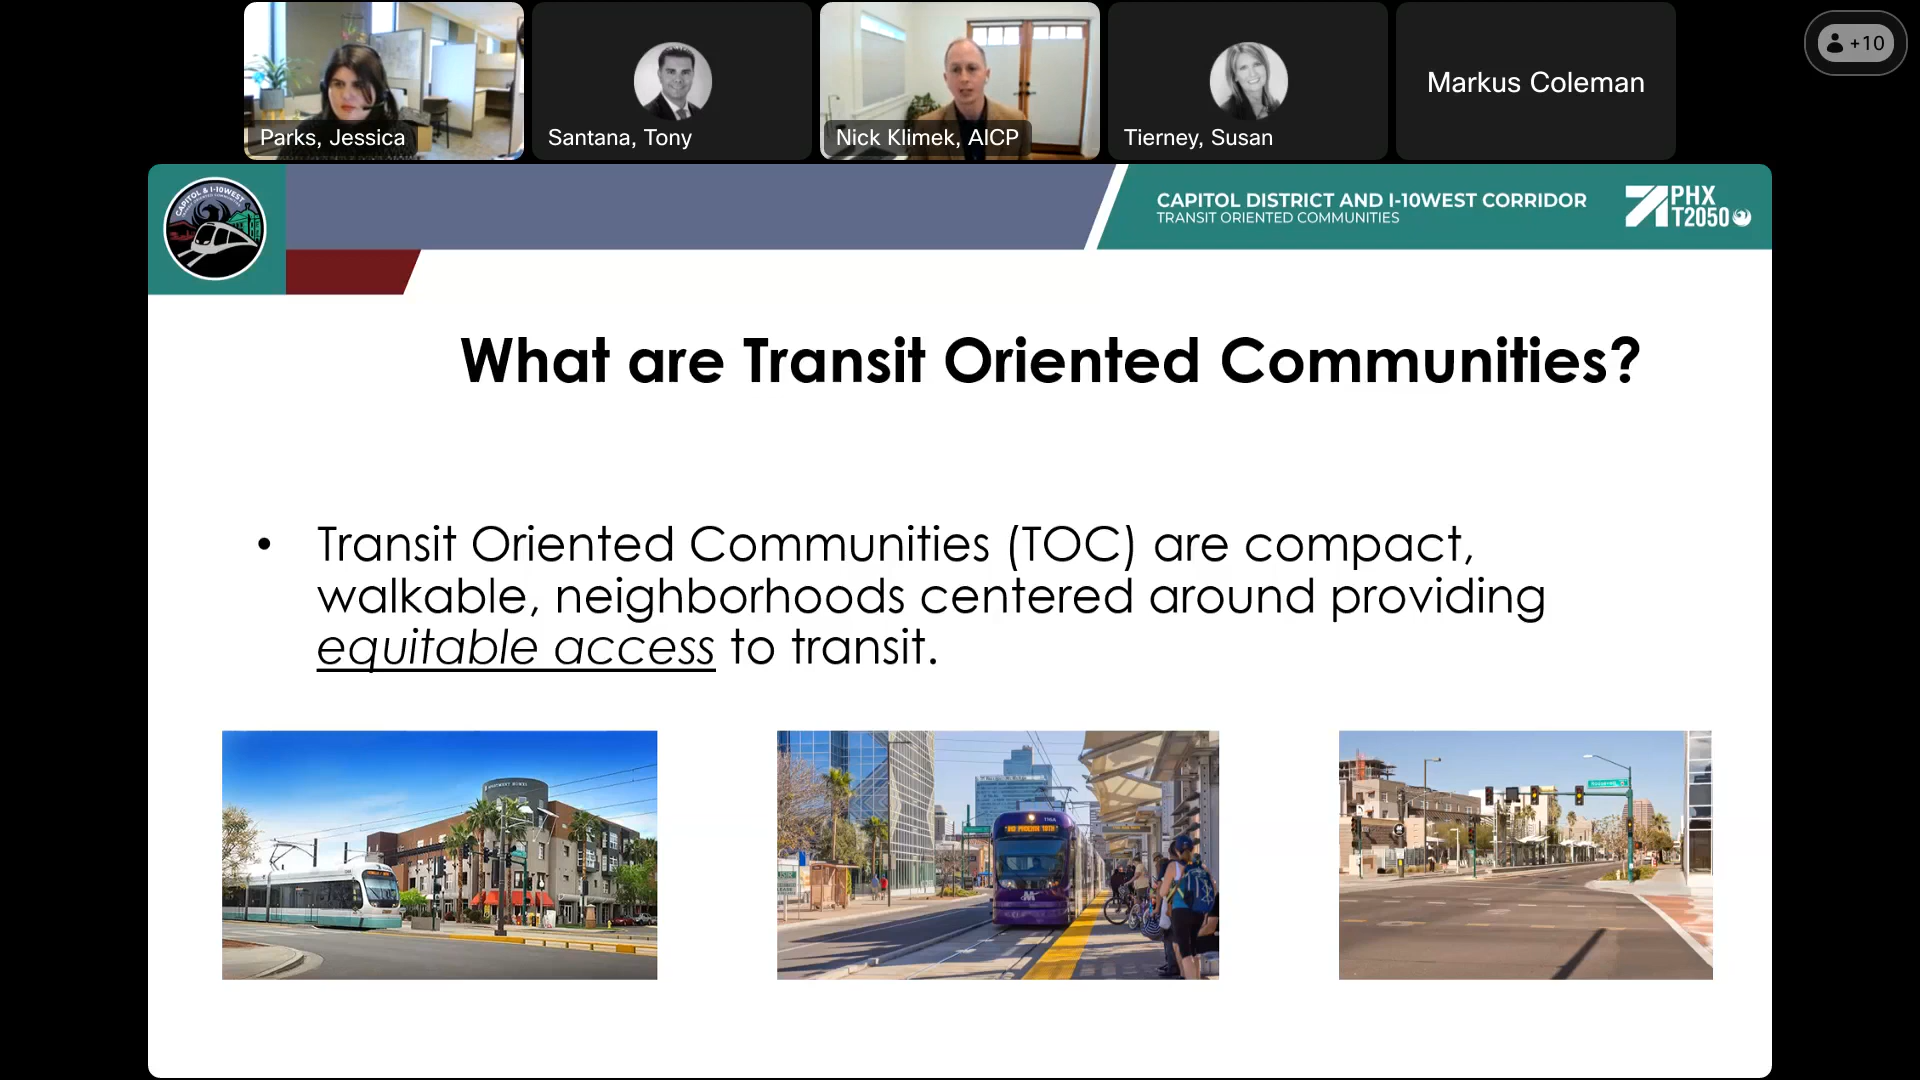 Parks, Jessica
Santana, Tony
Nick Klimek, AICP
Tierney, Susan
Markus Coleman
+10
CAPITOL & I-10WEST
CAPITOL DISTRICT AND I-10WEST CORRIDOR
TRANSIT ORIENTED COMMUNITIES
PHX
T2050
What are Transit Oriented Communities?
• Transit Oriented Communities (TOC) are compact,
walkable, neighborhoods centered around providing
equitable access to transit.